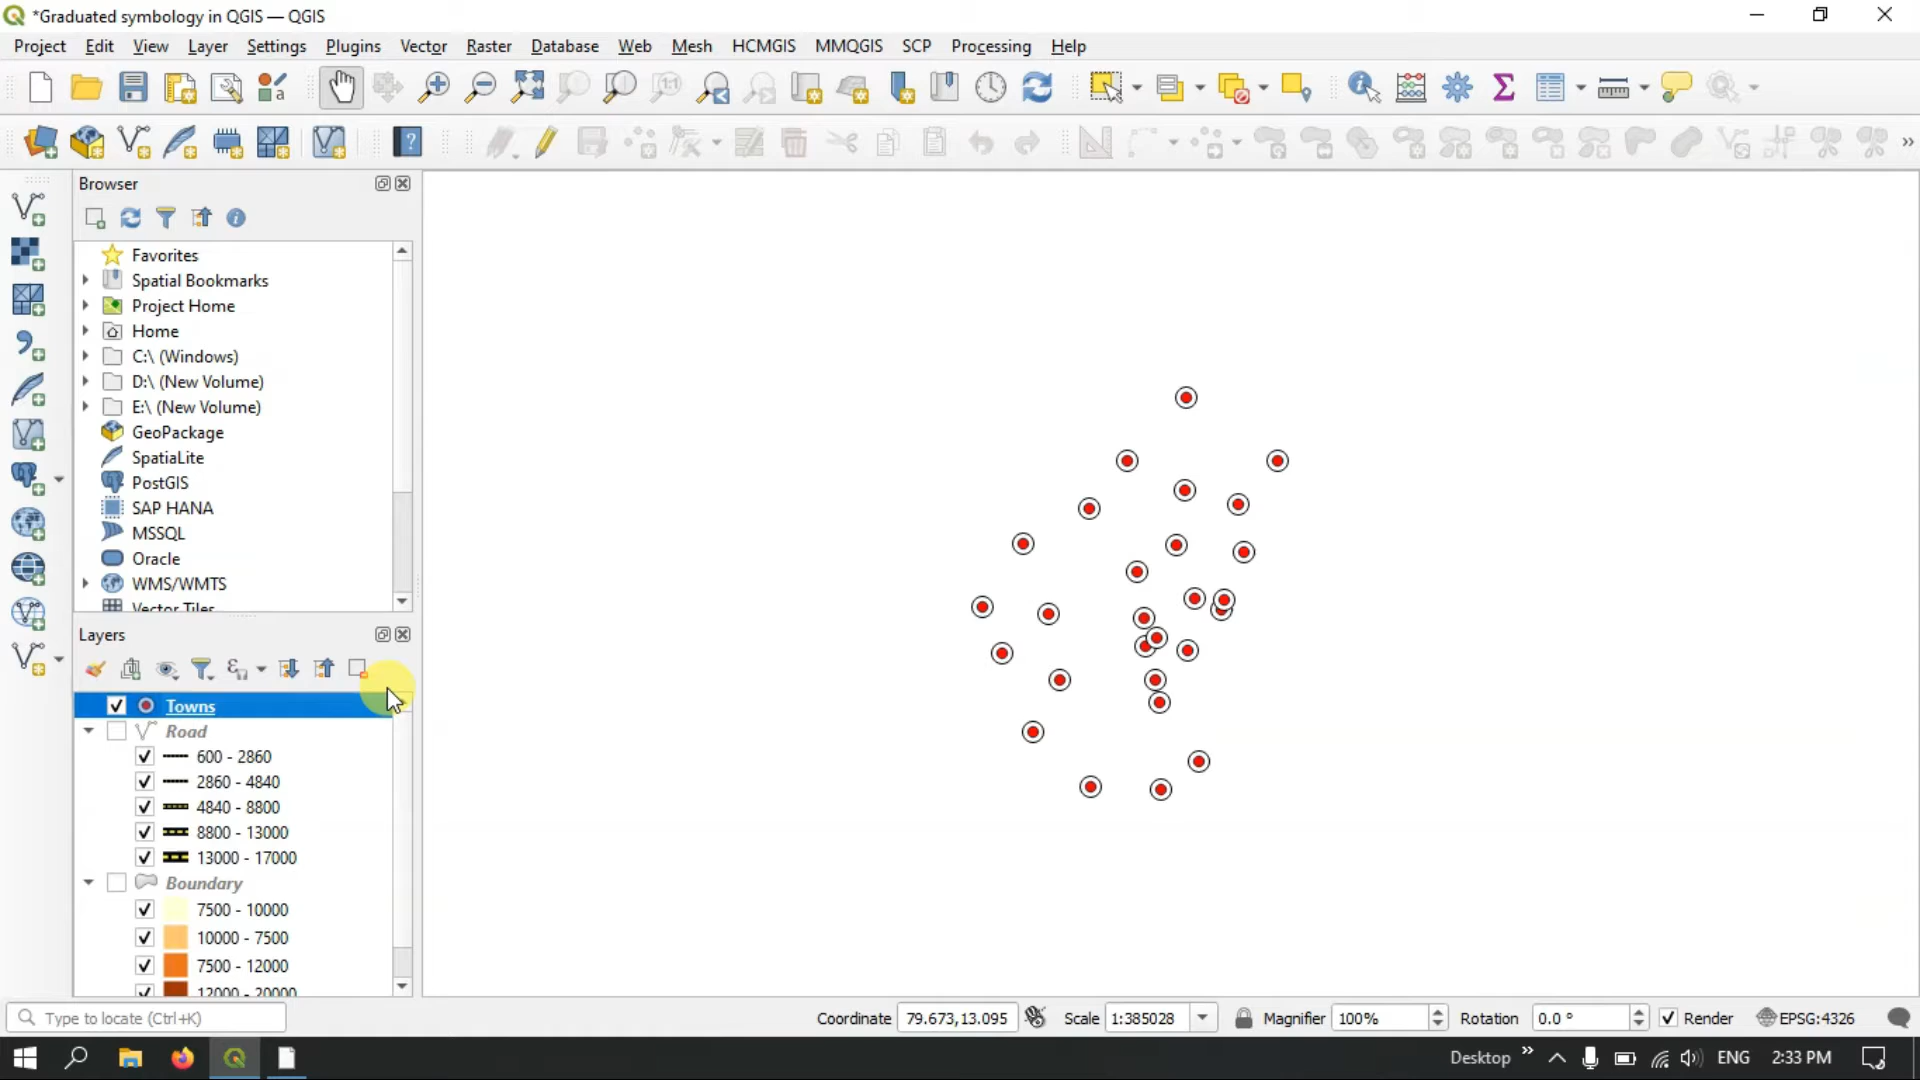 *Graduated symbology in QGIS — QGIS
Project Edit View Layer Settings Plugins Vector Raster Database Web Mesh HCMGIS MMQGIS SCP Processing Help
Browser
Favorites
Spatial Bookmarks
Project Home
Home
C:\ (Windows)
D:\ (New Volume)
E:\ (New Volume)
GeoPackage
SpatiaLite
PostGIS
SAP HANA
MSSQL
Oracle
WMS/WMTS
Vector Tiles
Layers
Towns
Road
600 - 2860
2860 - 4840
4840 - 8800
8800 - 13000
13000 - 17000
Boundary
7500 - 10000
10000 - 7500
7500 - 12000
12000 - 20000
Type to locate (Ctrl+K) Coordinate 79.673,13.095 Scale 1:385028 Magnifier 100% Rotation 0.0 ° Render EPSG:4326
Desktop » ENG 2:33 PM